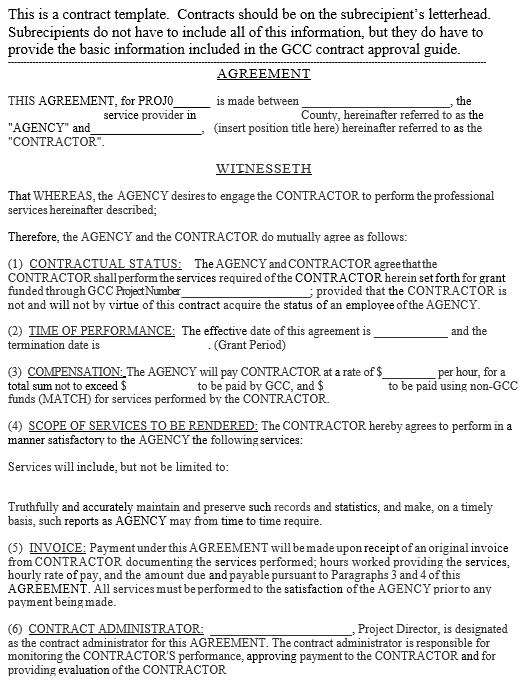 This is a contract template.  Contracts should be on the subrecipient's letterhead.
Subrecipients do not have to include all of this information, but they do have to
provide the basic information included in the GCC contract approval guide.
AGREEMENT
THIS AGREEMENT, for PROJ0______ is made between ______________________, the
service provider in County, hereinafter referred to as the
"AGENCY" and________________, (insert position title here) hereinafter referred to as the
"CONTRACTOR".
WITNESSETH
That WHEREAS, the AGENCY desires to engage the CONTRACTOR to perform the professional
services hereinafter described;
Therefore, the AGENCY and the CONTRACTOR do mutually agree as follows:
(1) CONTRACTUAL STATUS: The AGENCY and CONTRACTOR agree that the
CONTRACTOR shall perform the services required of the CONTRACTOR herein set forth for grant
funded through GCC Project Number___________________; provided that the CONTRACTOR is
not and will not by virtue of this contract acquire the status of an employee of the AGENCY.
(2) TIME OF PERFORMANCE: The effective date of this agreement is ___________ and the
termination date is . (Grant Period)
(3) COMPENSATION: The AGENCY will pay CONTRACTOR at a rate of $________ per hour, for a
total sum not to exceed $ to be paid by GCC, and $ to be paid using non-GCC
funds (MATCH) for services performed by the CONTRACTOR.
(4) SCOPE OF SERVICES TO BE RENDERED: The CONTRACTOR hereby agrees to perform in a
manner satisfactory to the AGENCY the following services:
Services will include, but not be limited to:
Truthfully and accurately maintain and preserve such records and statistics, and make, on a timely
basis, such reports as AGENCY may from time to time require.
(5) INVOICE: Payment under this AGREEMENT will be made upon receipt of an original invoice
from CONTRACTOR documenting the services performed; hours worked providing the services,
hourly rate of pay, and the amount due and payable pursuant to Paragraphs 3 and 4 of this
AGREEMENT. All services must be performed to the satisfaction of the AGENCY prior to any
payment being made.
(6) CONTRACT ADMINISTRATOR: _____________________, Project Director, is designated
as the contract administrator for this AGREEMENT. The contract administrator is responsible for
monitoring the CONTRACTOR'S performance, approving payment to the CONTRACTOR and for
providing evaluation of the CONTRACTOR